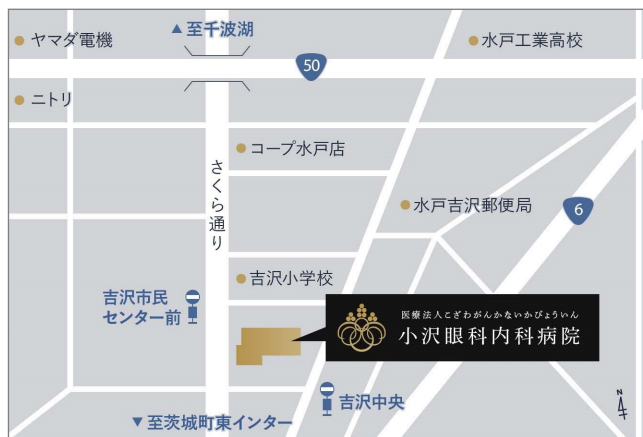 ▲至千波湖
ヤマダ電機
水戸工業高校
50
ニトリ
コープ水戸店
さくら通り
水戸吉沢郵便局
6
吉沢小学校
吉沢市民
センター前
医療法人こざわがんかないかびょういん
小沢眼科内科病院
吉沢中央
▼至茨城町東インター
N